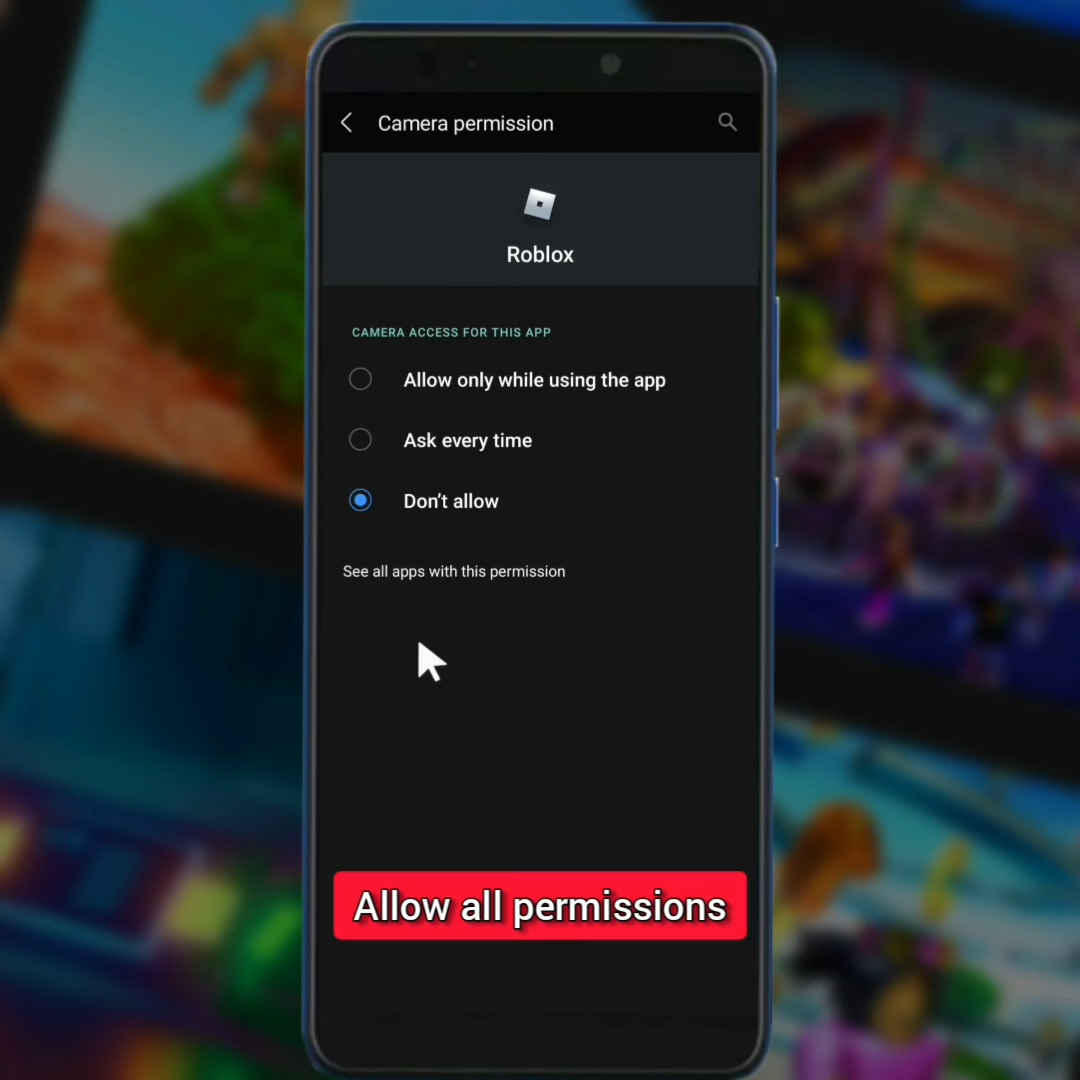 Camera permission
Roblox
CAMERA ACCESS FOR THIS APP
Allow only while using the app
Ask every time
Don’t allow
See all apps with this permission
Allow all permissions